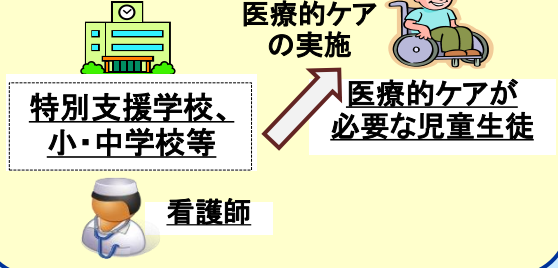 医療的ケア
の実施
特別支援学校、
小・中学校等
医療的ケアが
必要な児童生徒
看護師